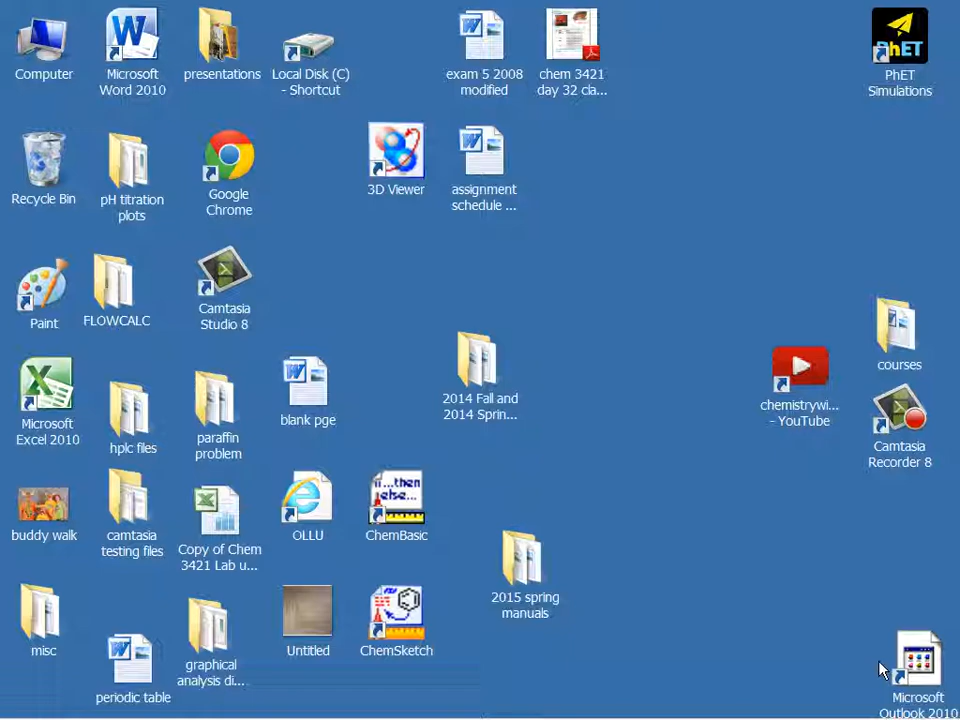 Computer
Microsoft
Word 2010
presentations
Local Disk (C)
- Shortcut
exam 5 2008
modified
chem 3421
day 32 cla...
PhET
PhET
Simulations
Recycle Bin
pH titration
plots
Google
Chrome
3D Viewer
assignment
schedule ...
Paint
FLOWCALC
Camtasia
Studio 8
Microsoft
Excel 2010
hplc files
paraffin
problem
blank pge
2014 Fall and
2014 Sprin...
chemistrywi...
- YouTube
courses
Camtasia
Recorder 8
buddy walk
camtasia
testing files
Copy of Chem
3421 Lab u...
OLLU
if...then
else...
ChemBasic
2015 spring
manuals
misc
periodic table
graphical
analysis di...
Untitled
ChemSketch
Microsoft
Outlook 2010